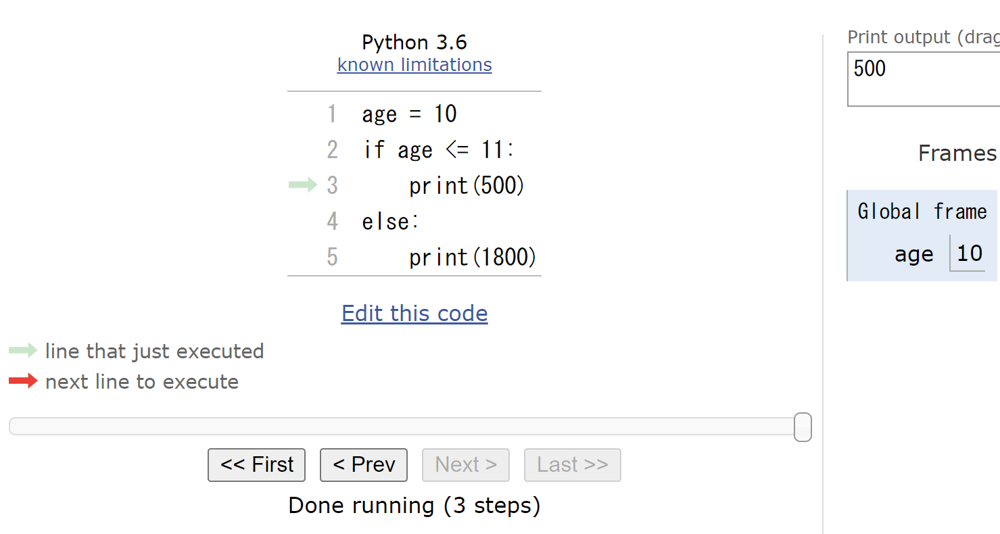 Python 3.6
known limitations
1 age = 10
2 if age <= 11:
3 print(500)
4 else:
5 print(1800)
Edit this code
line that just executed
next line to execute
<< First < Prev Next > Last >>
Done running (3 steps)
Print output (drag
500
Frames
Global frame
age 10